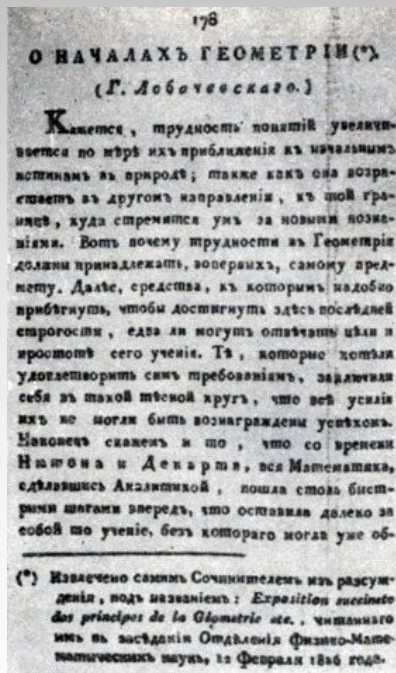 178
О НАЧАЛАХЪ ГЕОМЕТРІИ(*).
(Г. Лобачевскаго.)
Кажется, трудность понятій увеличи-
вается по мѣрѣ ихъ приближенія къ начальнымъ
истинамъ въ природѣ; также какъ она возра-
стаетъ въ другомъ направленіи, къ той гра-
ницѣ, куда стремится умъ за новыми позна-
ніями. Вотъ почему трудности въ Геометріи
должны принадлежать, вопервыхъ, самому пред-
мету. Далѣе, средства, къ которымъ надобно
прибѣгнуть, чтобы достигнуть здѣсь послѣдней
строгости, едва ли могутъ отвѣчать цѣли и
простотѣ сего ученія. Тѣ, которые хотѣли
удовлетворить симъ требованіямъ, заключили
себя въ такой тѣсной кругъ, что всѣ усилія
ихъ не могли быть вознаграждены успѣхомъ.
Наконецъ скажемъ и то, что со времени
Нютона и Декарта, вся Математика,
сдѣлавшись Аналитикой, пошла столь быст-
рыми шагами впередъ, что оставила далеко за
собой то ученіе, безъ котораго могла уже об-
(*) Извлечено самимъ Сочинителемъ изъ разсуж-
денія, подъ названіемъ: Exposition succincte
des principes de la Géometrie etc., читаннаго
имъ въ засѣданіи Отдѣленія Физико-Мате-
матическихъ наукъ, 12 Февраля 1826 года.